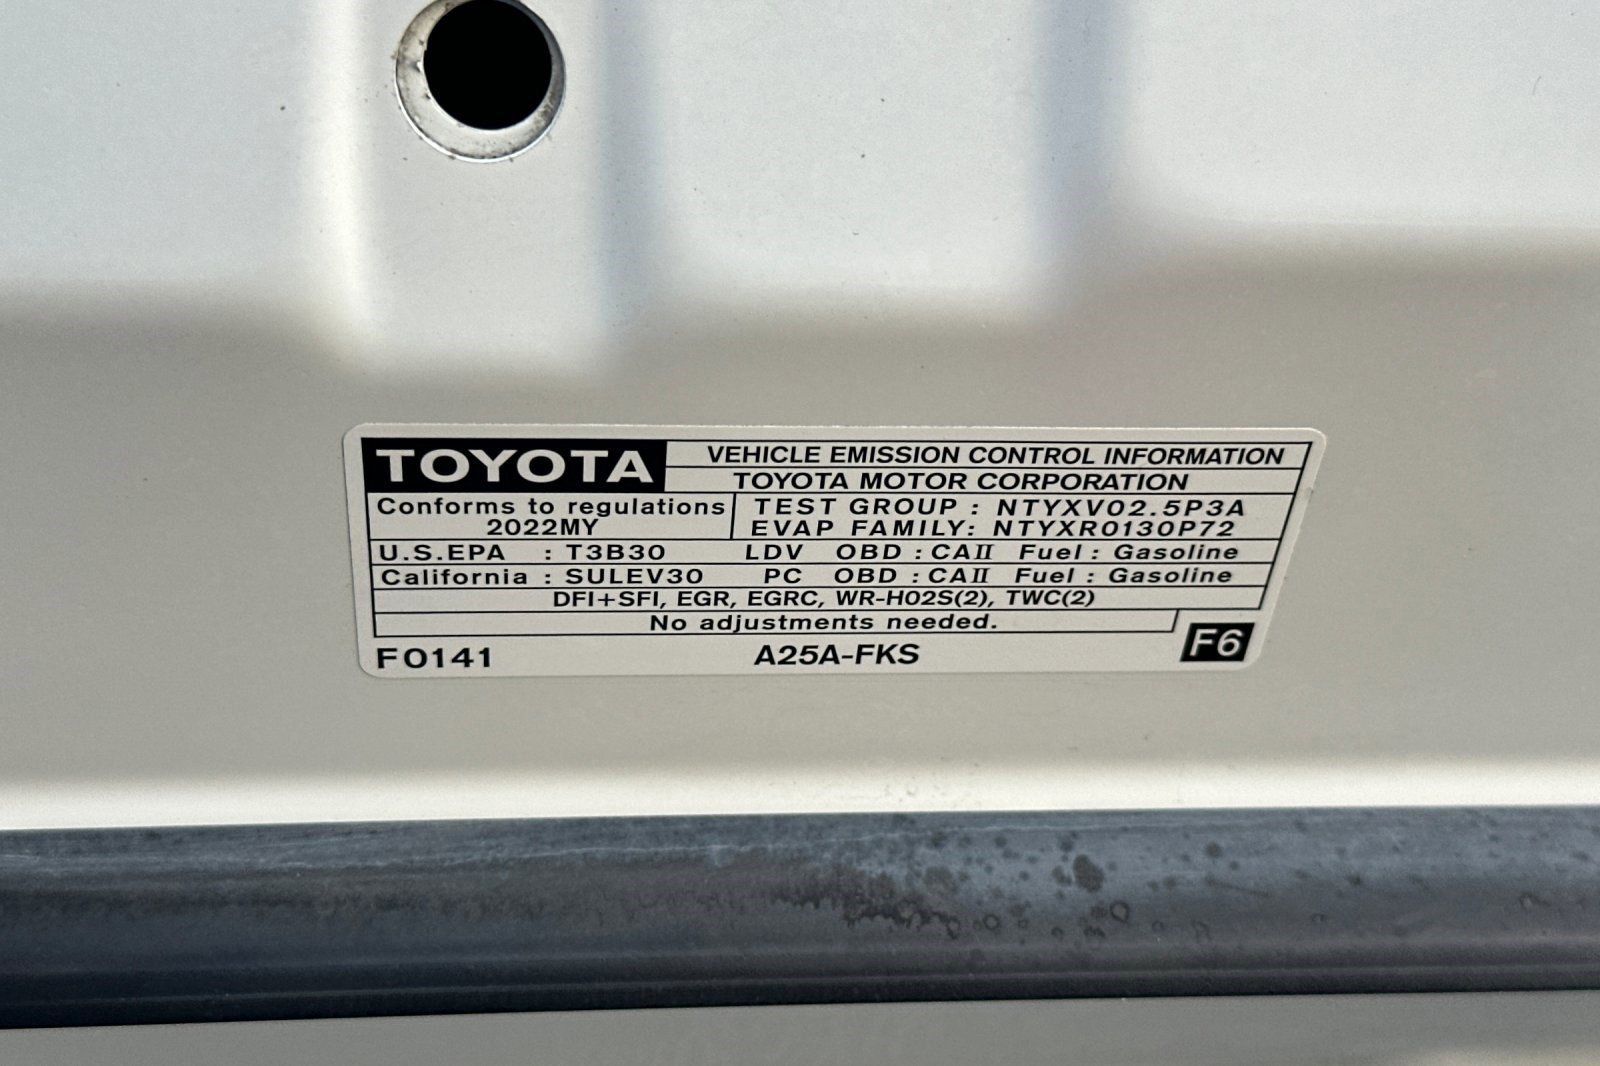 TOYOTA
VEHICLE EMISSION CONTROL INFORMATION
TOYOTA MOTOR CORPORATION
Conforms to regulations
2022MY
TEST GROUP : NTYXV02.5P3A
EVAP FAMILY: NTYXR0130P72
U.S.EPA : T3B30 LDV OBD : CAII Fuel : Gasoline
California : SULEV30 PC OBD : CAII Fuel : Gasoline
DFI+SFI, EGR, EGRC, WR-HO2S(2), TWC(2)
No adjustments needed.
F0141 A25A-FKS F6